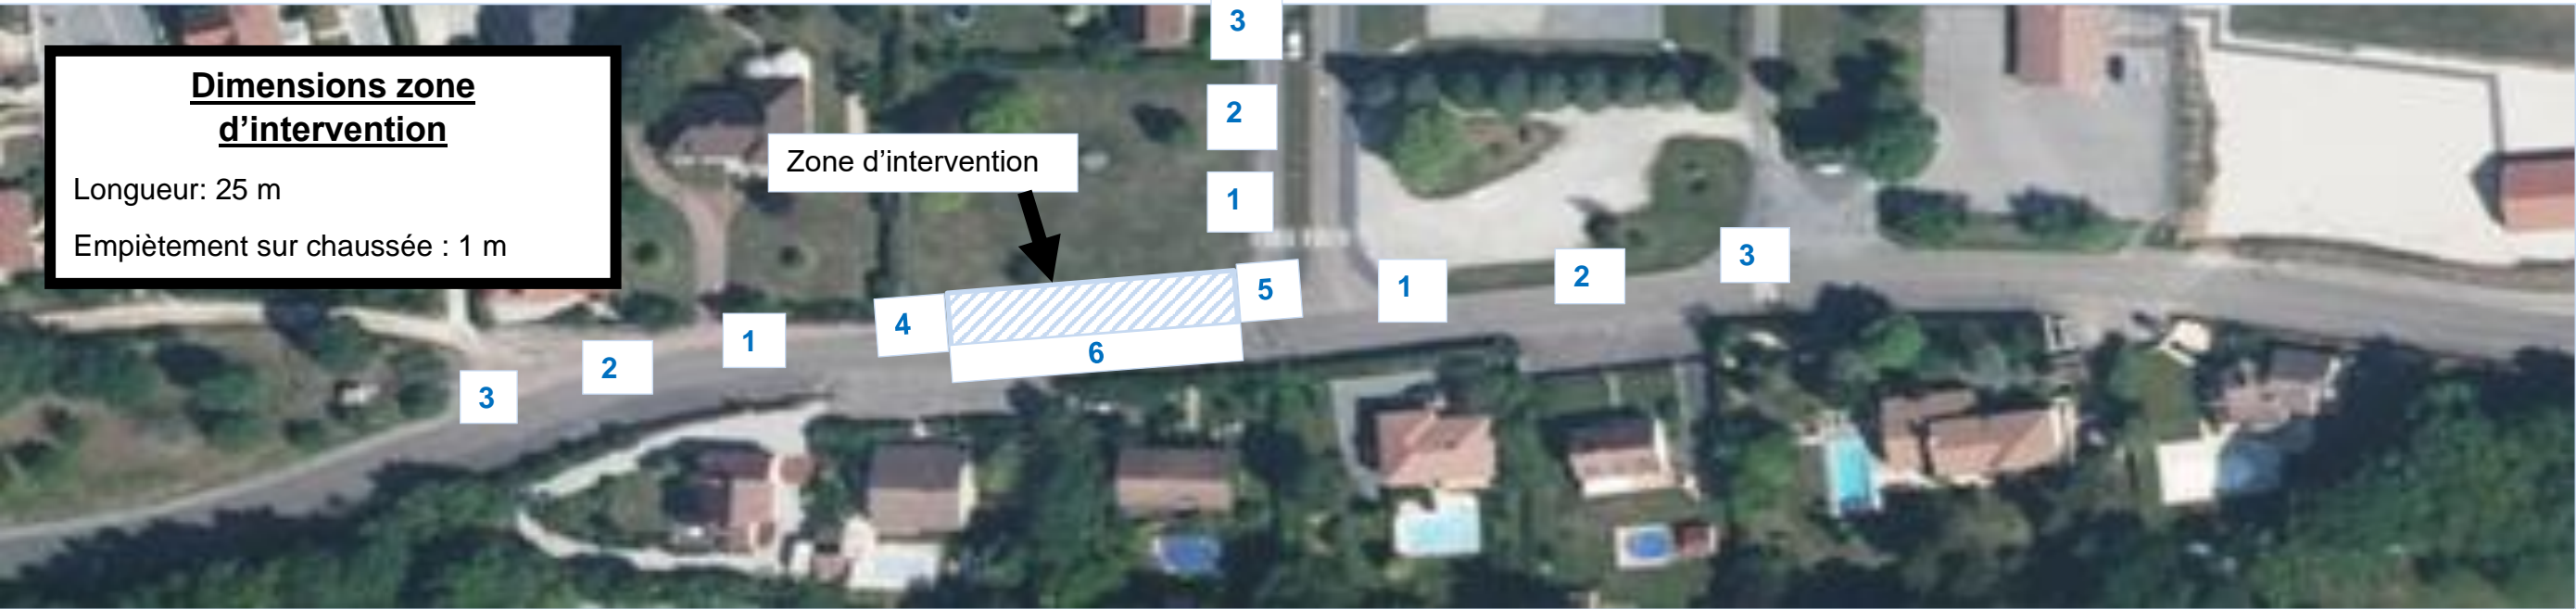 3
Dimensions zone
d’intervention
Longueur: 25 m
Empiètement sur chaussée : 1 m
2
Zone d’intervention
1
3
5
2
1
4
1
6
2
3